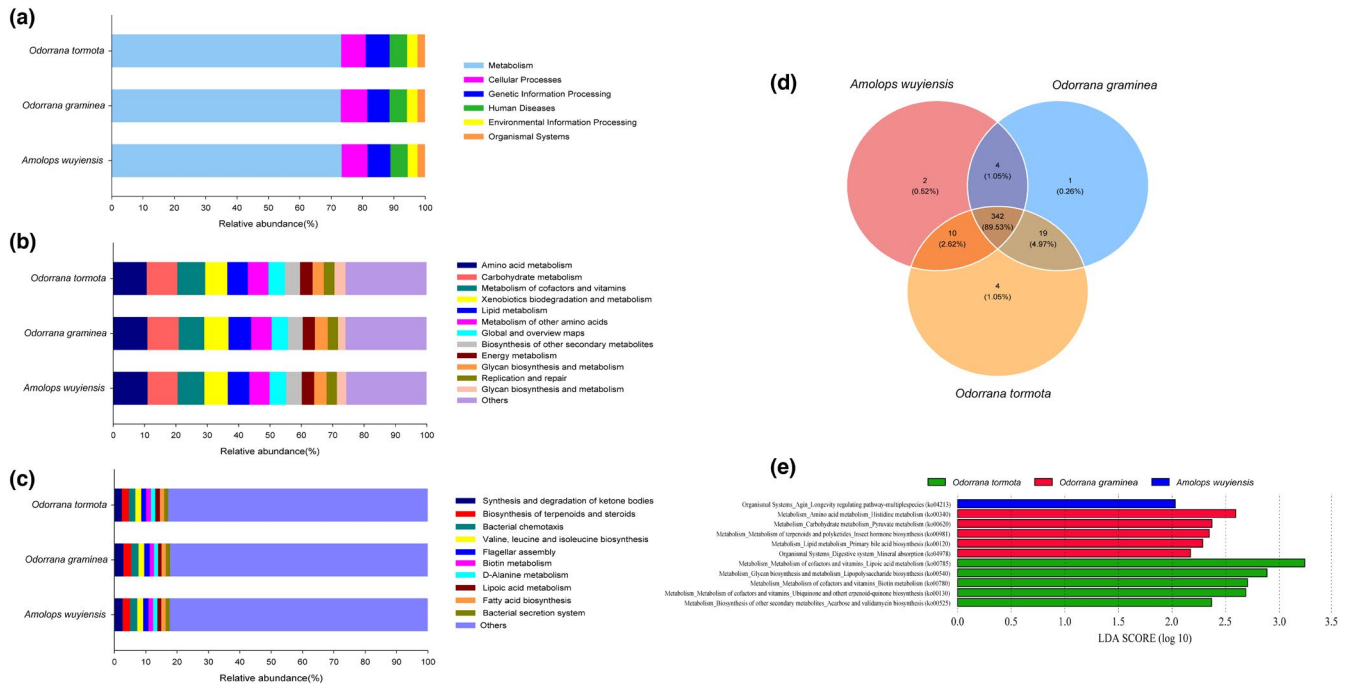 (a)
Odorrana tormota
Odorrana graminea
Amolops wuyiensis
0 10 20 30 40 50 60 70 80 90 100
Relative abundance(%)
Metabolism
Cellular Processes
Genetic Information Processing
Human Diseases
Environmental Information Processing
Organismal Systems
(b)
Odorrana tormota
Odorrana graminea
Amolops wuyiensis
0 10 20 30 40 50 60 70 80 90 100
Relative abundance(%)
Amino acid metabolism
Carbohydrate metabolism
Metabolism of cofactors and vitamins
Xenobiotics biodegradation and metabolism
Lipid metabolism
Metabolism of other amino acids
Global and overview maps
Biosynthesis of other secondary metabolites
Energy metabolism
Glycan biosynthesis and metabolism
Replication and repair
Glycan biosynthesis and metabolism
Others
(c)
Odorrana tormota
Odorrana graminea
Amolops wuyiensis
0 10 20 30 40 50 60 70 80 90 100
Relative abundance(%)
Synthesis and degradation of ketone bodies
Biosynthesis of terpenoids and steroids
Bacterial chemotaxis
Valine, leucine and isoleucine biosynthesis
Flagellar assembly
Biotin metabolism
D-Alanine metabolism
Lipoic acid metabolism
Fatty acid biosynthesis
Bacterial secretion system
Others
(d)
Amolops wuyiensis
Odorrana graminea
4
(1.05%)
2
(0.52%)
1
(0.26%)
342
(89.53%)
10
(2.62%)
19
(4.97%)
4
(1.05%)
Odorrana tormota
(e)
Odorrana tormota Odorrana graminea Amolops wuyiensis
Organismal Systems_Agin_Longevity regulating pathway-multiplespecies (ko04213)
Metabolism_Amino acid metabolism_Histidine metabolism (ko00340)
Metabolism_Carbohydrate metabolism_Pyruvate metabolism (ko00620)
Metabolism_Metabolism of terpenoids and polyketides_Insect hormone biosynthesis (ko00981)
Metabolism_Lipid metabolism_Primary bile acid biosynthesis (ko00120)
Organismal Systems_Digestive system_Mineral absorption (ko04978)
Metabolism_Metabolism of cofactors and vitamins_Lipoic acid metabolism (ko00785)
Metabolism_Glycan biosynthesis and metabolism_Lipopolysaccharide biosynthesis (ko00540)
Metabolism_Metabolism of cofactors and vitamins_Biotin metabolism (ko00780)
Metabolism_Metabolism of cofactors and vitamins_Ubiquinone and othert erpenoid-quinone biosynthesis (ko00130)
Metabolism_Biosynthesis of other secondary metabolites_Acarbose and validamycin biosynthesis (ko00525)
0.0 0.5 1.0 1.5 2.0 2.5 3.0 3.5
LDA SCORE (log 10)